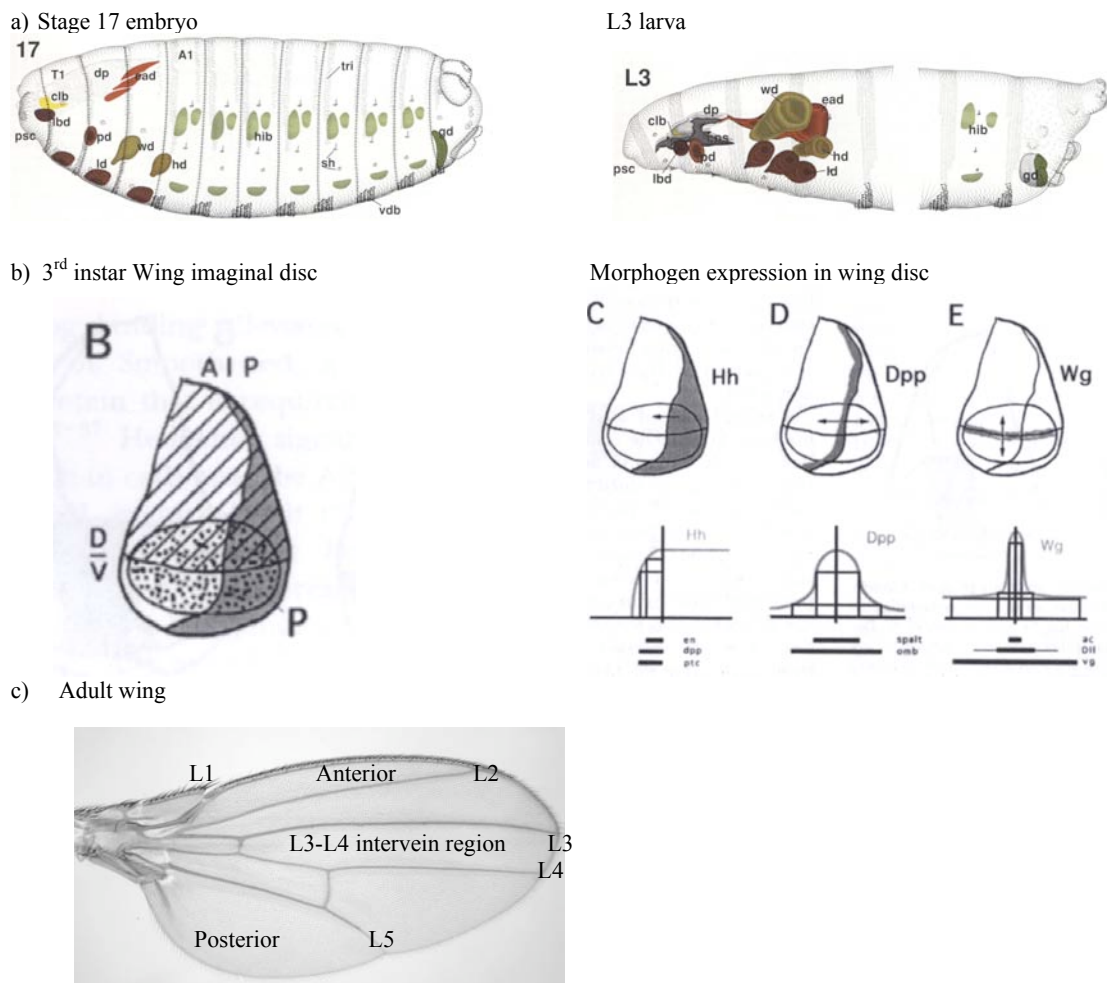 a) Stage 17 embryo
L3 larva
17
A1
T1
dp
ead
tri
clb
lbd
psc
pd
wd
ld
hd
hib
sh
gd
vdb
L3
wd
dp
ead
clb
psc
lbd
pd
hd
ld
hib
gd
b) 3rd instar Wing imaginal disc
Morphogen expression in wing disc
B
A I P
D
V
P
C
D
E
Hh
Dpp
Wg
Hh
Dpp
Wg
en
dpp
ptc
spalt
omb
ac
Dll
vg
c) Adult wing
L1
Anterior
L2
L3-L4 intervein region
L3
L4
Posterior
L5